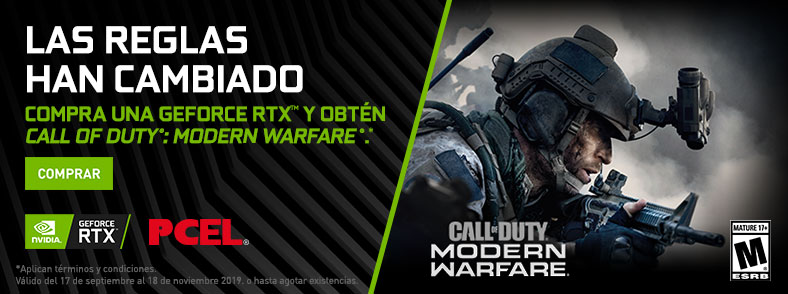 LAS REGLAS
HAN CAMBIADO
COMPRA UNA GEFORCE RTX™ Y OBTÉN
CALL OF DUTY®: MODERN WARFARE®.*
COMPRAR
NVIDIA.
GEFORCE
RTX
PCEL®
*Aplican términos y condiciones.
Válido del 17 de septiembre al 18 de noviembre 2019. o hasta agotar existencias.
CALL OF DUTY
MODERN
WARFARE®
MATURE 17+
M
ESRB